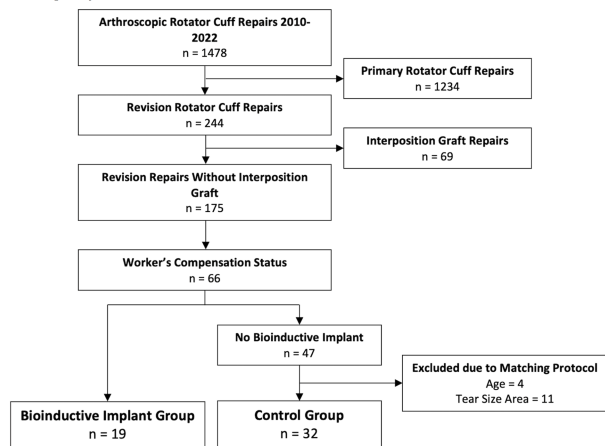 Arthroscopic Rotator Cuff Repairs 2010-
2022
n = 1478
Primary Rotator Cuff Repairs
n = 1234
Revision Rotator Cuff Repairs
n = 244
Interposition Graft Repairs
n = 69
Revision Repairs Without Interposition
Graft
n = 175
Worker's Compensation Status
n = 66
No Bioinductive Implant
n = 47
Excluded due to Matching Protocol
Age = 4
Tear Size Area = 11
Bioinductive Implant Group
n = 19
Control Group
n = 32